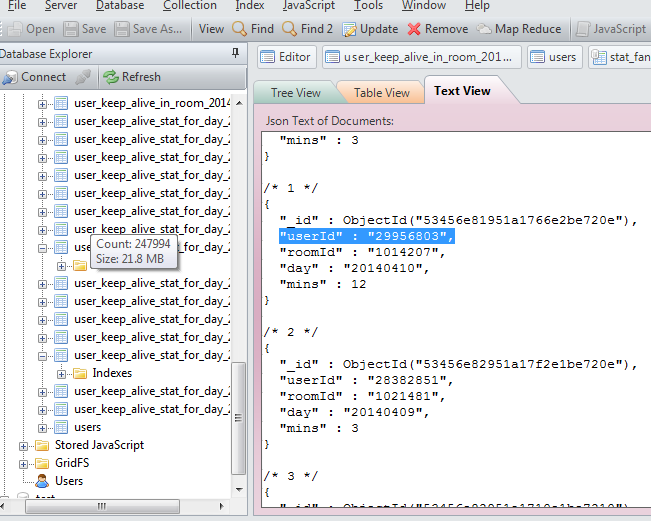 File Server Database Collection Index JavaScript Tools Window Help
Open Save Save As... View Find Find 2 Update Remove Map Reduce JavaScript
Database Explorer
Connect Refresh
Editor user_keep_alive_in_room_201... users stat_fan
Tree View Table View Text View
Json Text of Documents:
user_keep_alive_in_room_2014
user_keep_alive_stat_for_day_2
user_keep_alive_stat_for_day_2
user_keep_alive_stat_for_day_2
user_keep_alive_stat_for_day_2
user_keep_alive_stat_for_day_2
user_keep_alive_stat_for_day_2
user_keep_alive_stat_for_day_2
Count: 247994
Size: 21.8 MB
user_keep_alive_stat_for_day_2
user_keep_alive_stat_for_day_2
user_keep_alive_stat_for_day_2
user_keep_alive_stat_for_day_2
user_keep_alive_stat_for_day_2
Indexes
user_keep_alive_stat_for_day_2
user_keep_alive_stat_for_day_2
users
Stored JavaScript
GridFS
Users
"mins" : 3
}
/* 1 */
{
"_id" : ObjectId("53456e81951a1766e2be720e"),
"userId" : "29956803",
"roomId" : "1014207",
"day" : "20140410",
"mins" : 12
}
/* 2 */
{
"_id" : ObjectId("53456e82951a17f2e1be720e"),
"userId" : "28382851",
"roomId" : "1021481",
"day" : "20140409",
"mins" : 3
}
/* 3 */
{